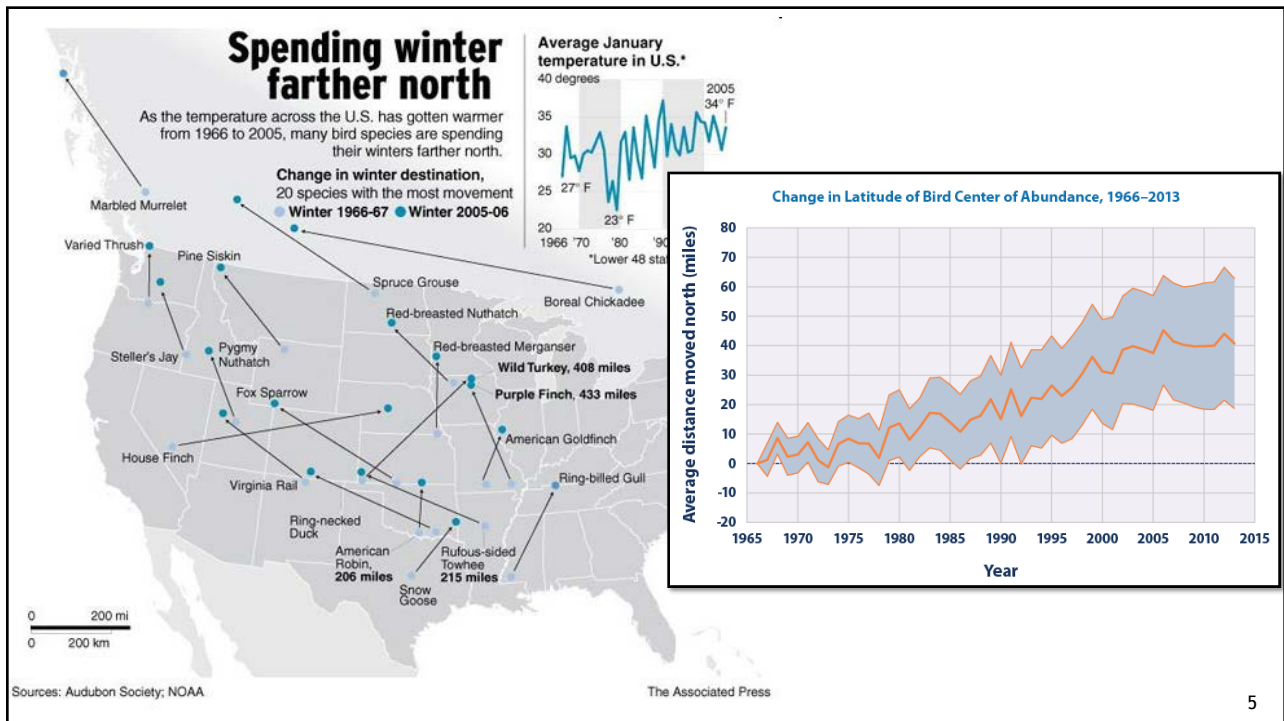 Spending winter
farther north
As the temperature across the U.S. has gotten warmer
from 1966 to 2005, many bird species are spending
their winters farther north.
Change in winter destination,
20 species with the most movement
Winter 1966-67 Winter 2005-06
Average January
temperature in U.S.*
40 degrees
2005
34° F
35
30
25
27° F
23° F
20
1966 '70 '80 '90
*Lower 48 stat
Marbled Murrelet
Varied Thrush
Pine Siskin
Spruce Grouse
Boreal Chickadee
Red-breasted Nuthatch
Steller's Jay
Pygmy
Nuthatch
Red-breasted Merganser
Wild Turkey, 408 miles
Fox Sparrow
Purple Finch, 433 miles
American Goldfinch
House Finch
Virginia Rail
Ring-billed Gull
Ring-necked
Duck
American
Robin,
206 miles
Rufous-sided
Towhee
215 miles
Snow
Goose
0 200 mi
0 200 km
Sources: Audubon Society; NOAA
The Associated Press
Change in Latitude of Bird Center of Abundance, 1966–2013
Average distance moved north (miles)
80
70
60
50
40
30
20
10
0
-10
-20
1965 1970 1975 1980 1985 1990 1995 2000 2005 2010 2015
Year
5